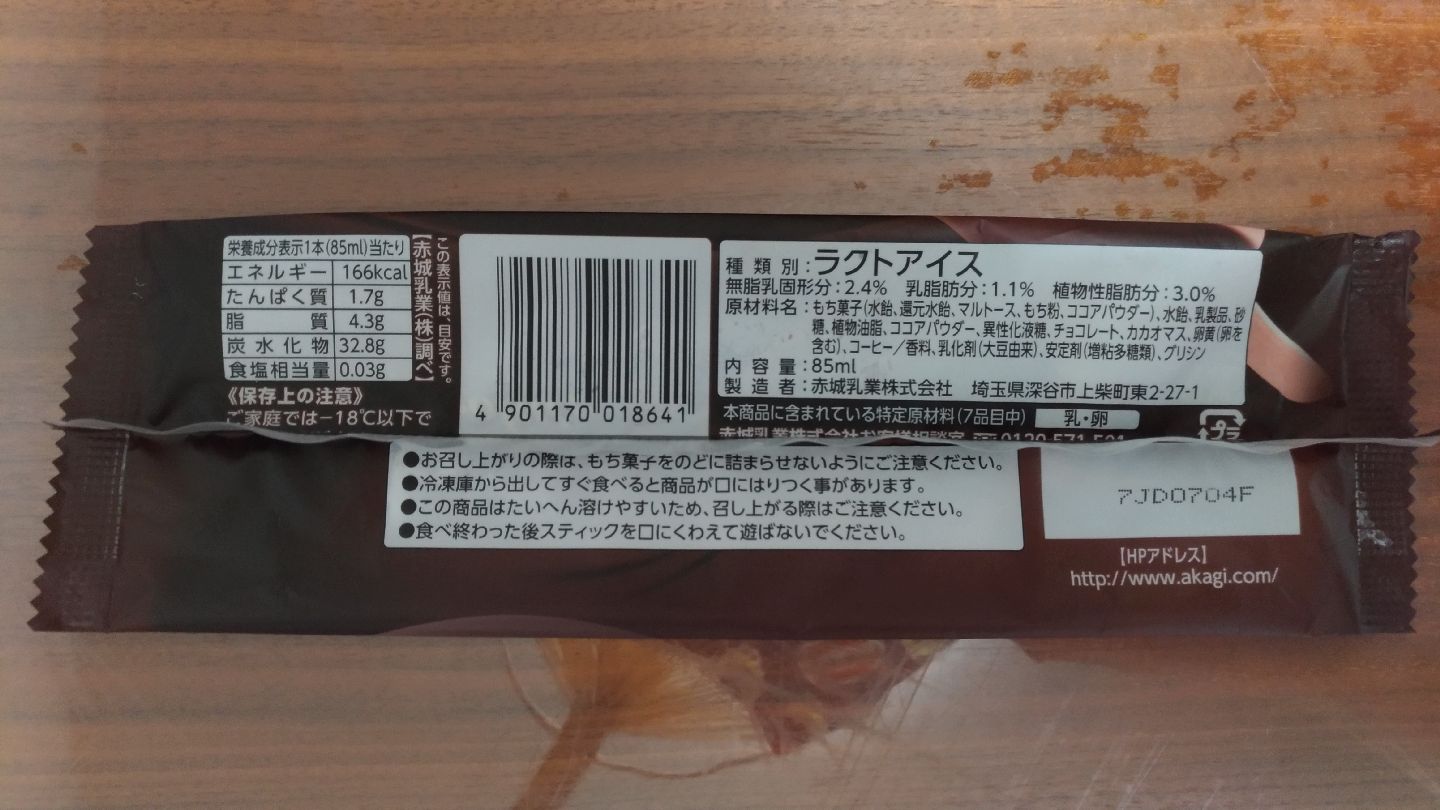 栄養成分表示1本(85ml)当たり
エネルギー 166kcal
たんぱく質 1.7g
脂質 4.3g
炭水化物 32.8g
食塩相当量 0.03g
この表示値は、目安です。
【赤城乳業(株)調べ】
《保存上の注意》
ご家庭では−18℃以下で
4 901170 018641
種類別:ラクトアイス
無脂乳固形分:2.4% 乳脂肪分:1.1% 植物性脂肪分:3.0%
原材料名:もち菓子(水飴、還元水飴、マルトース、もち粉、ココアパウダー)、水飴、乳製品、砂
糖、植物油脂、ココアパウダー、異性化液糖、チョコレート、カカオマス、卵黄(卵を
含む)、コーヒー/香料、乳化剤(大豆由来)、安定剤(増粘多糖類)、グリシン
内容量:85ml
製造者:赤城乳業株式会社 埼玉県深谷市上柴町東2-27-1
本商品に含まれている特定原材料(7品目中) 乳・卵
赤城乳業株式会社お客様相談室 0120-571-591
プラ
●お召し上がりの際は、もち菓子をのどに詰まらせないようにご注意ください。
●冷凍庫から出してすぐ食べると商品が口にはりつく事があります。
●この商品はたいへん溶けやすいため、召し上がる際はご注意ください。
●食べ終わった後スティックを口にくわえて遊ばないでください。
7JD0704F
【HPアドレス】
http://www.akagi.com/